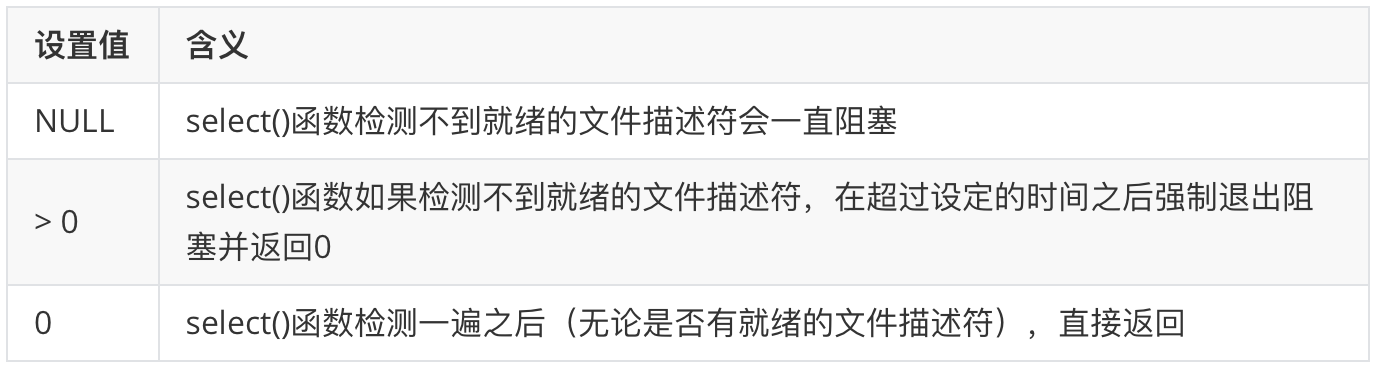 设置值 含义
NULL select()函数检测不到就绪的文件描述符会一直阻塞
> 0 select()函数如果检测不到就绪的文件描述符，在超过设定的时间之后强制退出阻
塞并返回0
0 select()函数检测一遍之后（无论是否有就绪的文件描述符），直接返回